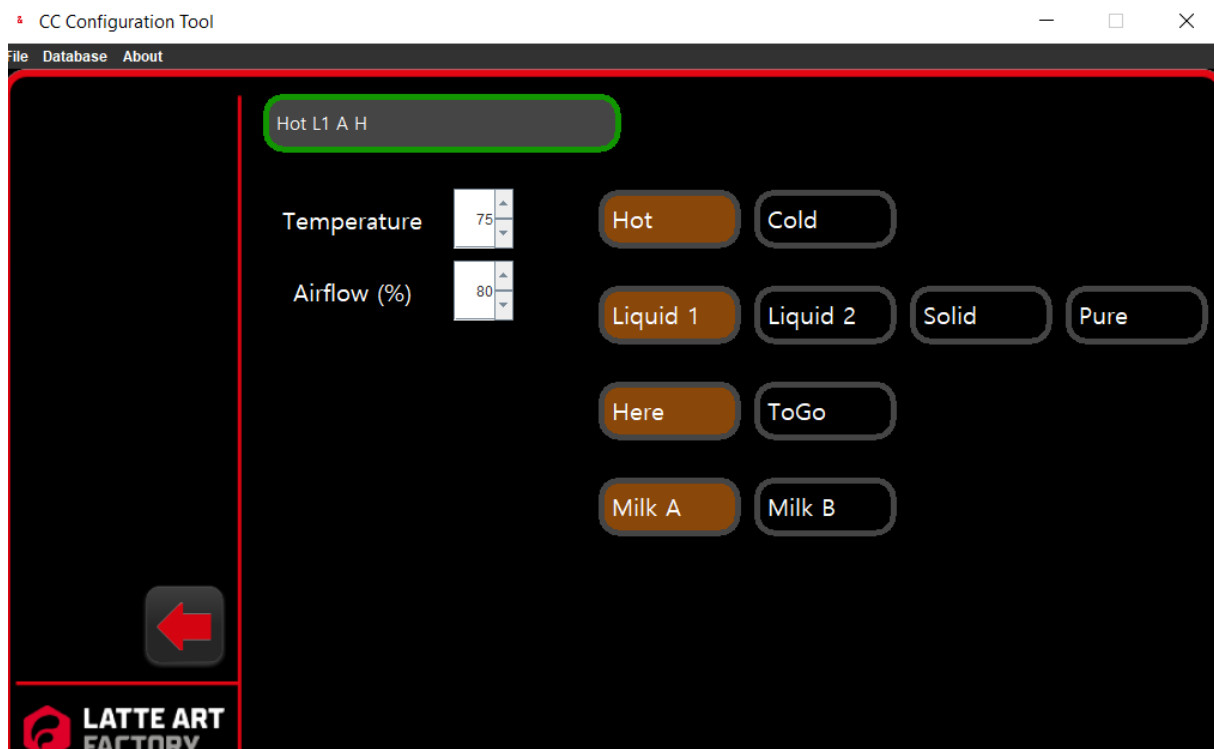 CC Configuration Tool
File Database About
Hot L1 A H
Temperature 75 Hot Cold
Airflow (%) 80
Liquid 1 Liquid 2 Solid Pure
Here ToGo
Milk A Milk B
LATTE ART
FACTORY